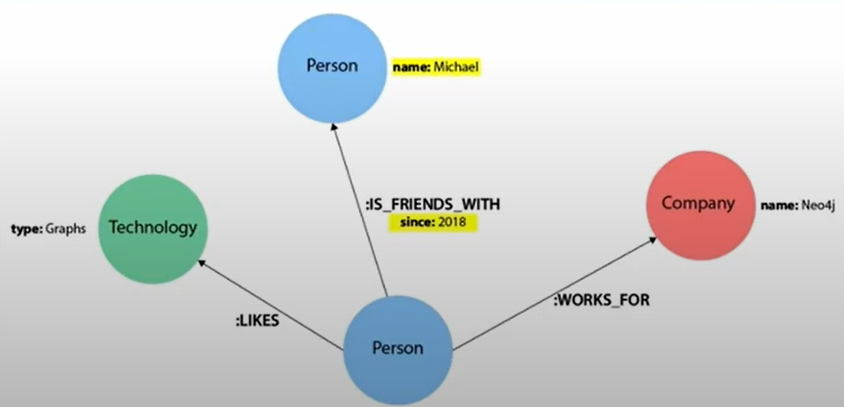 Person
name: Michael
:IS_FRIENDS_WITH
since: 2018
Company
name: Neo4j
type: Graphs
Technology
:WORKS_FOR
:LIKES
Person